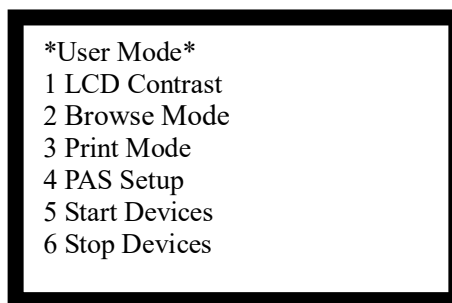 *User Mode*
1 LCD Contrast
2 Browse Mode
3 Print Mode
4 PAS Setup
5 Start Devices
6 Stop Devices